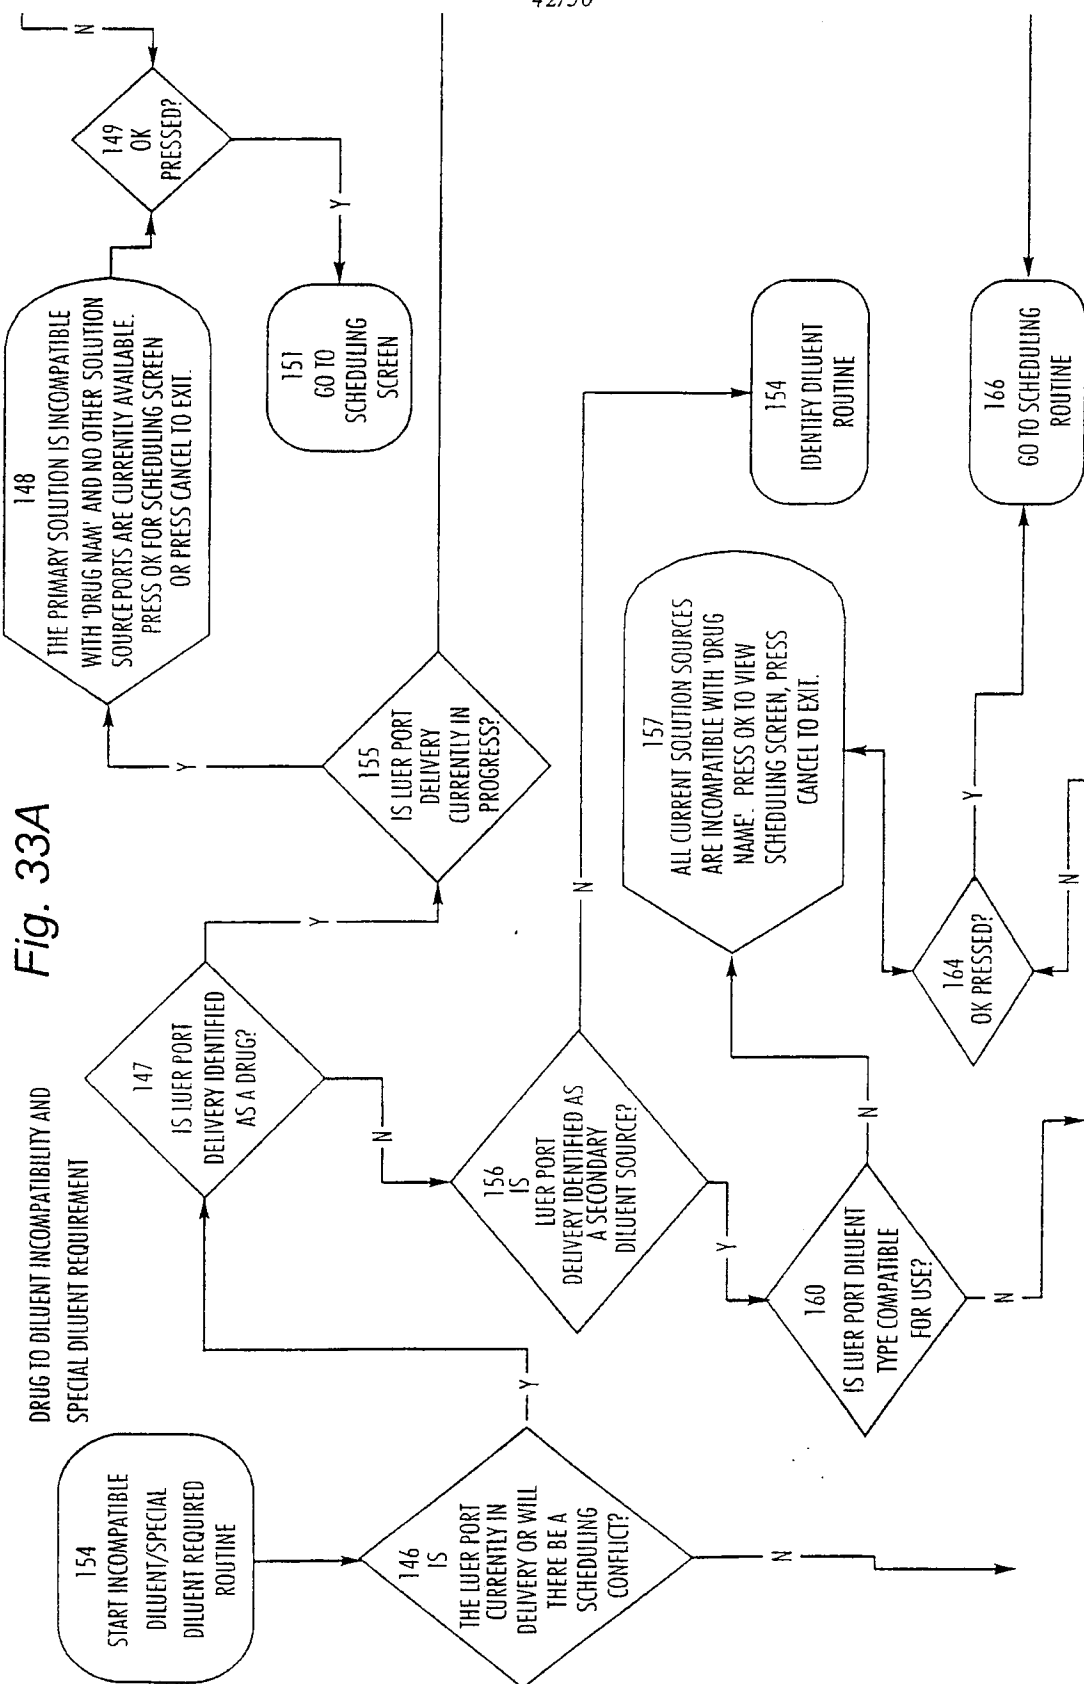 42/50
Fig. 33A
DRUG TO DILUENT INCOMPATIBILITY AND
SPECIAL DILUENT REQUIREMENT
154
START INCOMPATIBLE
DILUENT/SPECIAL
DILUENT REQUIRED
ROUTINE
146
IS
THE LUER PORT
CURRENTLY IN
DELIVERY OR WILL
THERE BE A
SCHEDULING
CONFLICT?
Y
N
147
IS LUER PORT
DELIVERY IDENTIFIED
AS A DRUG?
Y
N
155
IS LUER PORT
DELIVERY
CURRENTLY IN
PROGRESS?
Y
148
THE PRIMARY SOLUTION IS INCOMPATIBLE
WITH 'DRUG NAM' AND NO OTHER SOLUTION
SOURCE PORTS ARE CURRENTLY AVAILABLE.
PRESS OK FOR SCHEDULING SCREEN
OR PRESS CANCEL TO EXIT.
149
OK
PRESSED?
N
Y
151
GO TO
SCHEDULING
SCREEN
156
IS
LUER PORT
DELIVERY IDENTIFIED AS
A SECONDARY
DILUENT SOURCE?
N
Y
154
IDENTIFY DILUENT
ROUTINE
160
IS LUER PORT DILUENT
TYPE COMPATIBLE
FOR USE?
N
N
157
ALL CURRENT SOLUTION SOURCES
ARE INCOMPATIBLE WITH 'DRUG
NAME'. PRESS OK TO VIEW
SCHEDULING SCREEN, PRESS
CANCEL TO EXIT.
164
OK PRESSED?
Y
N
166
GO TO SCHEDULING
ROUTINE